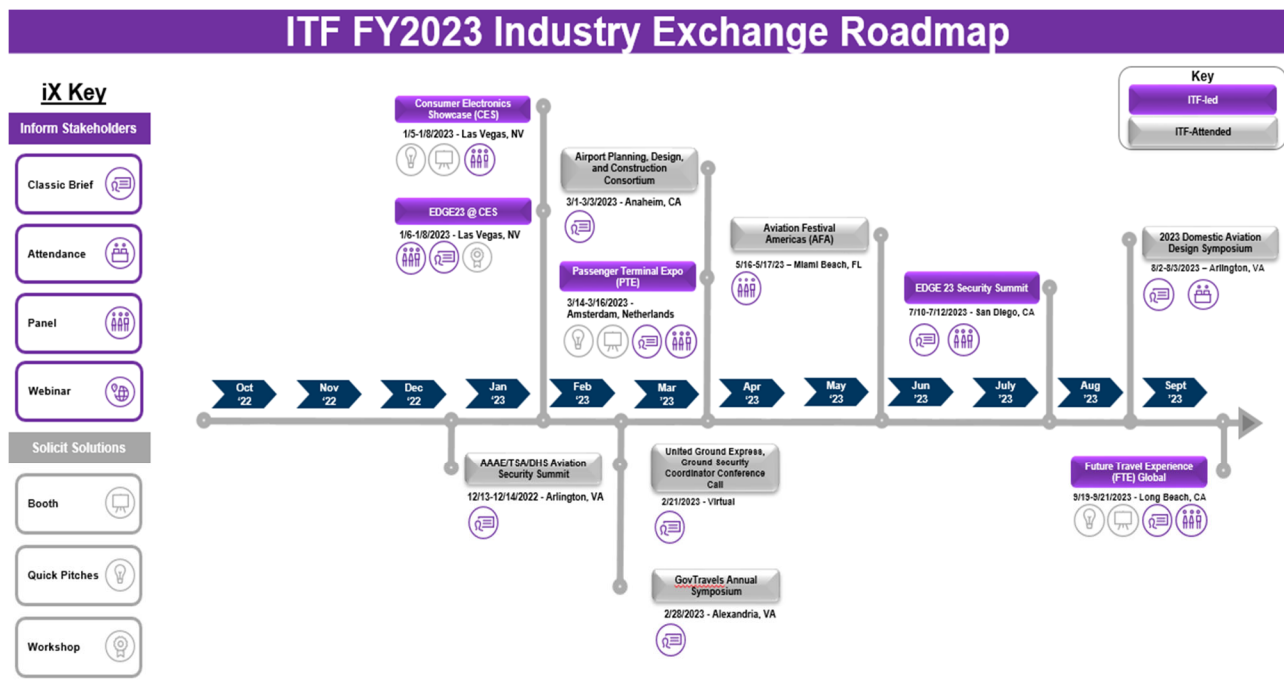 ITF FY2023 Industry Exchange Roadmap
iX Key
Inform Stakeholders
Classic Brief
Attendance
Panel
Webinar
Solicit Solutions
Booth
Quick Pitches
Workshop
Key
ITF-led
ITF-Attended
Consumer Electronics
Showcase (CES)
1/5-1/8/2023 - Las Vegas, NV
EDGE23 @ CES
1/6-1/8/2023 - Las Vegas, NV
Airport Planning, Design,
and Construction
Consortium
3/1-3/3/2023 - Anaheim, CA
Passenger Terminal Expo
(PTE)
3/14-3/16/2023 -
Amsterdam, Netherlands
Aviation Festival
Americas (AFA)
5/16-5/17/23 – Miami Beach, FL
EDGE 23 Security Summit
7/10-7/12/2023 - San Diego, CA
2023 Domestic Aviation
Design Symposium
8/2-8/3/2023 – Arlington, VA
Oct
'22
Nov
'22
Dec
'22
Jan
'23
Feb
'23
Mar
'23
Apr
'23
May
'23
Jun
'23
July
'23
Aug
'23
Sept
'23
AAAE/TSA/DHS Aviation
Security Summit
12/13-12/14/2022 - Arlington, VA
United Ground Express,
Ground Security
Coordinator Conference
Call
2/21/2023 - Virtual
GovTravels Annual
Symposium
2/28/2023 - Alexandria, VA
Future Travel Experience
(FTE) Global
9/19-9/21/2023 - Long Beach, CA